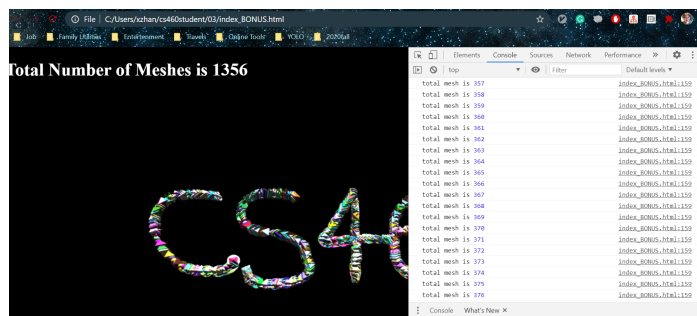 File | C:/Users/xzhan/cs460student/03/index_BONUS.html
Job Family Utilities Entertenment Travels Online Tools YOLO 2020fall
Total Number of Meshes is 1356
CS46
Elements Console Sources Network Performance »
top Filter Default levels ▼
total mesh is 357 index_BONUS.html:159
total mesh is 358 index_BONUS.html:159
total mesh is 359 index_BONUS.html:159
total mesh is 360 index_BONUS.html:159
total mesh is 361 index_BONUS.html:159
total mesh is 362 index_BONUS.html:159
total mesh is 363 index_BONUS.html:159
total mesh is 364 index_BONUS.html:159
total mesh is 365 index_BONUS.html:159
total mesh is 366 index_BONUS.html:159
total mesh is 367 index_BONUS.html:159
total mesh is 368 index_BONUS.html:159
total mesh is 369 index_BONUS.html:159
total mesh is 370 index_BONUS.html:159
total mesh is 371 index_BONUS.html:159
total mesh is 372 index_BONUS.html:159
total mesh is 373 index_BONUS.html:159
total mesh is 374 index_BONUS.html:159
total mesh is 375 index_BONUS.html:159
total mesh is 376 index_BONUS.html:159
Console What's New ×